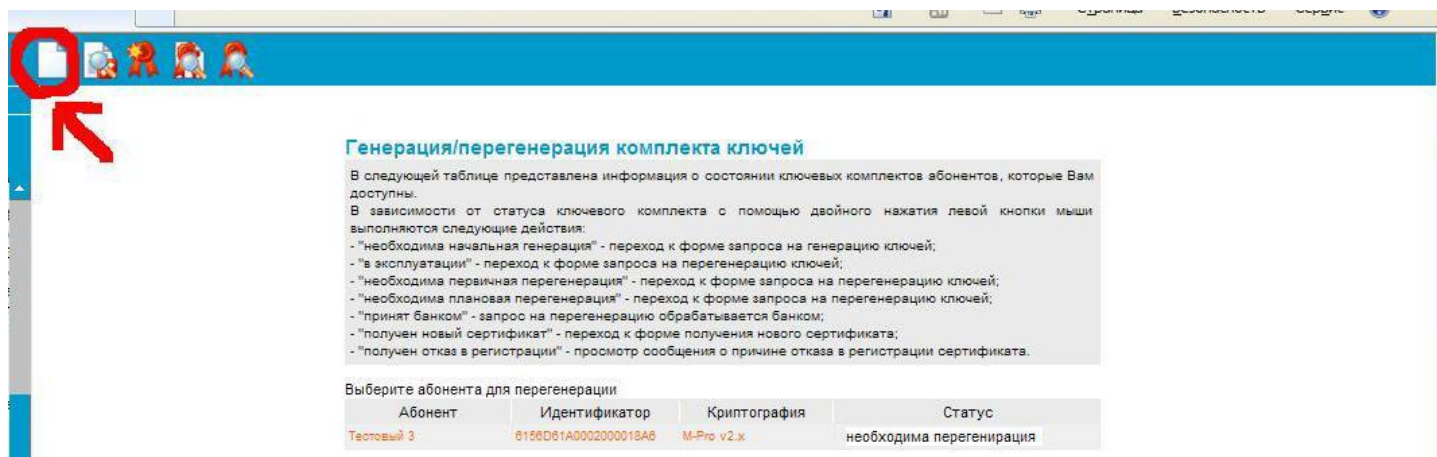 Генерация/перегенерация комплекта ключей
В следующей таблице представлена информация о состоянии ключевых комплектов абонентов, которые Вам
доступны.
В зависимости от статуса ключевого комплекта с помощью двойного нажатия левой кнопки мыши
выполняются следующие действия:
- "необходима начальная генерация" - переход к форме запроса на генерацию ключей;
- "в эксплуатации" - переход к форме запроса на перегенерацию ключей;
- "необходима первичная перегенерация" - переход к форме запроса на перегенерацию ключей;
- "необходима плановая перегенерация" - переход к форме запроса на перегенерацию ключей;
- "принят банком" - запрос на перегенерацию обрабатывается банком;
- "получен новый сертификат" - переход к форме получения нового сертификата;
- "получен отказ в регистрации" - просмотр сообщения о причине отказа в регистрации сертификата.
Выберите абонента для перегенерации
Абонент Идентификатор Криптография Статус
Тестовый 3 6156D61A0002000018A6 M-Pro v2.x необходима перегенирация